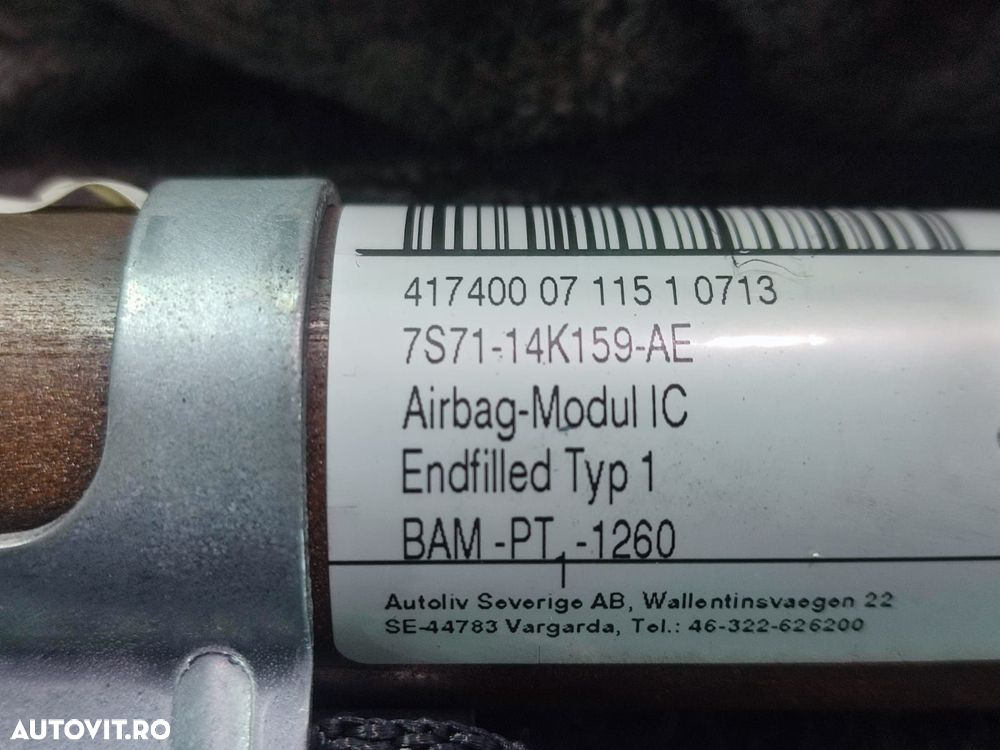 417400 07 115 1 0713
7S71-14K159-AE
Airbag-Modul IC
Endfilled Typ 1
BAM -PT₁ -1260
Autoliv Severige AB, Wallentinsvaegen 22
SE-44783 Vargarda, Tel.: 46-322-626200
AUTOVIT.RO